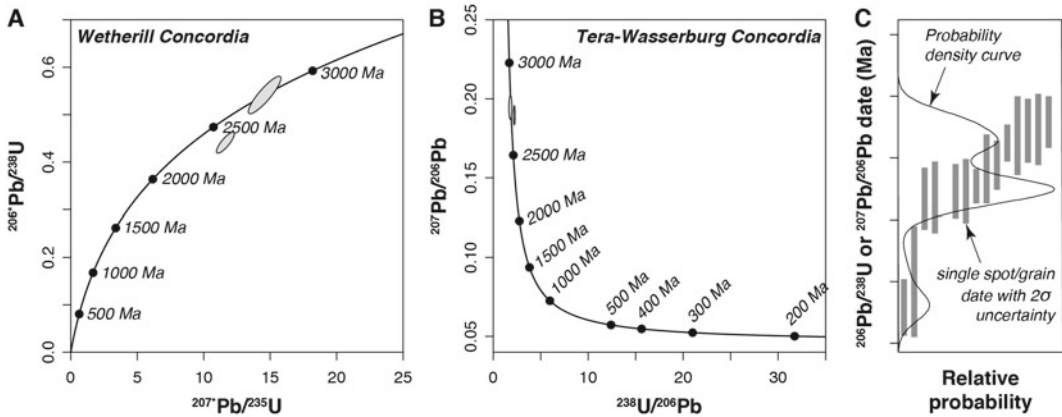 A
Wetherill Concordia
²⁰⁶*Pb/²³⁸U
0.6
0.4
0.2
0.0
3000 Ma
2500 Ma
2000 Ma
1500 Ma
1000 Ma
500 Ma
0
5
10
15
20
25
²⁰⁷*Pb/²³⁵U
B
Tera-Wasserburg Concordia
²⁰⁷Pb/²⁰⁶Pb
0.25
0.20
0.15
0.10
0.05
3000 Ma
2500 Ma
2000 Ma
1500 Ma
1000 Ma
500 Ma
400 Ma
300 Ma
200 Ma
0
5
10
20
30
²³⁸U/²⁰⁶Pb
C
²⁰⁶Pb/²³⁸U or ²⁰⁷Pb/²⁰⁶Pb date (Ma)
Probability
density curve
single spot/grain
date with 2σ
uncertainty
Relative
probability